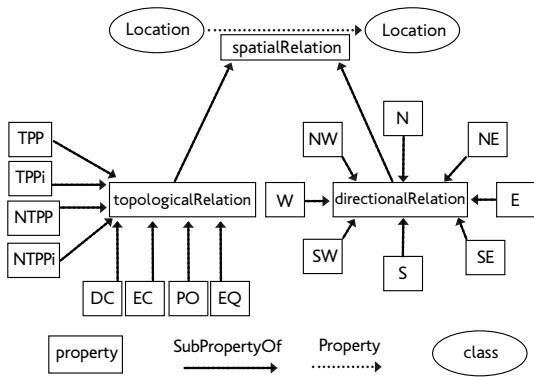 Location
Location
spatialRelation
N
NW
NE
TPP
TPPi
topologicalRelation
W
directionalRelation
E
NTPP
NTPPi
SW
S
SE
DC
EC
PO
EQ
property
SubPropertyOf
Property
class